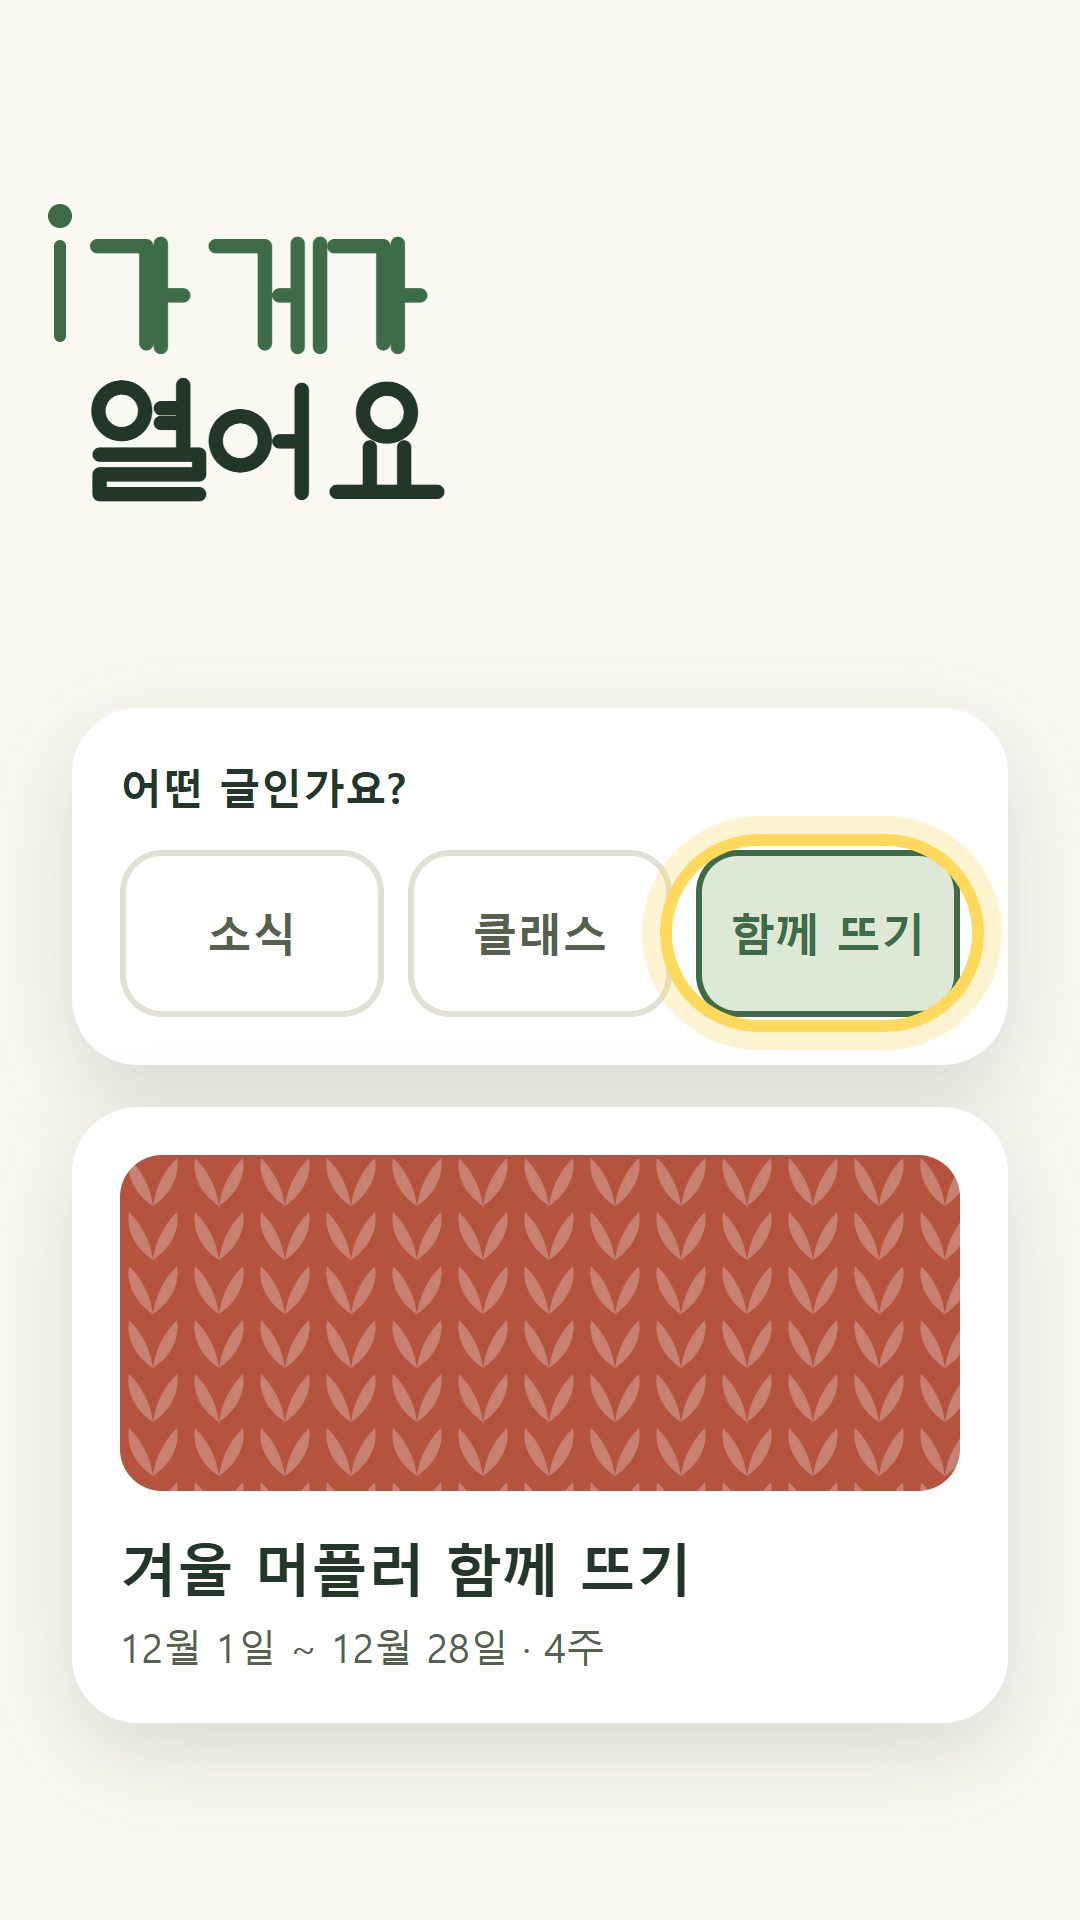 가 게가
열어요
어떤 글인가요?
소식
클래스
함께 뜨기
겨울 머플러 함께 뜨기
12월 1일 ~ 12월 28일 · 4주